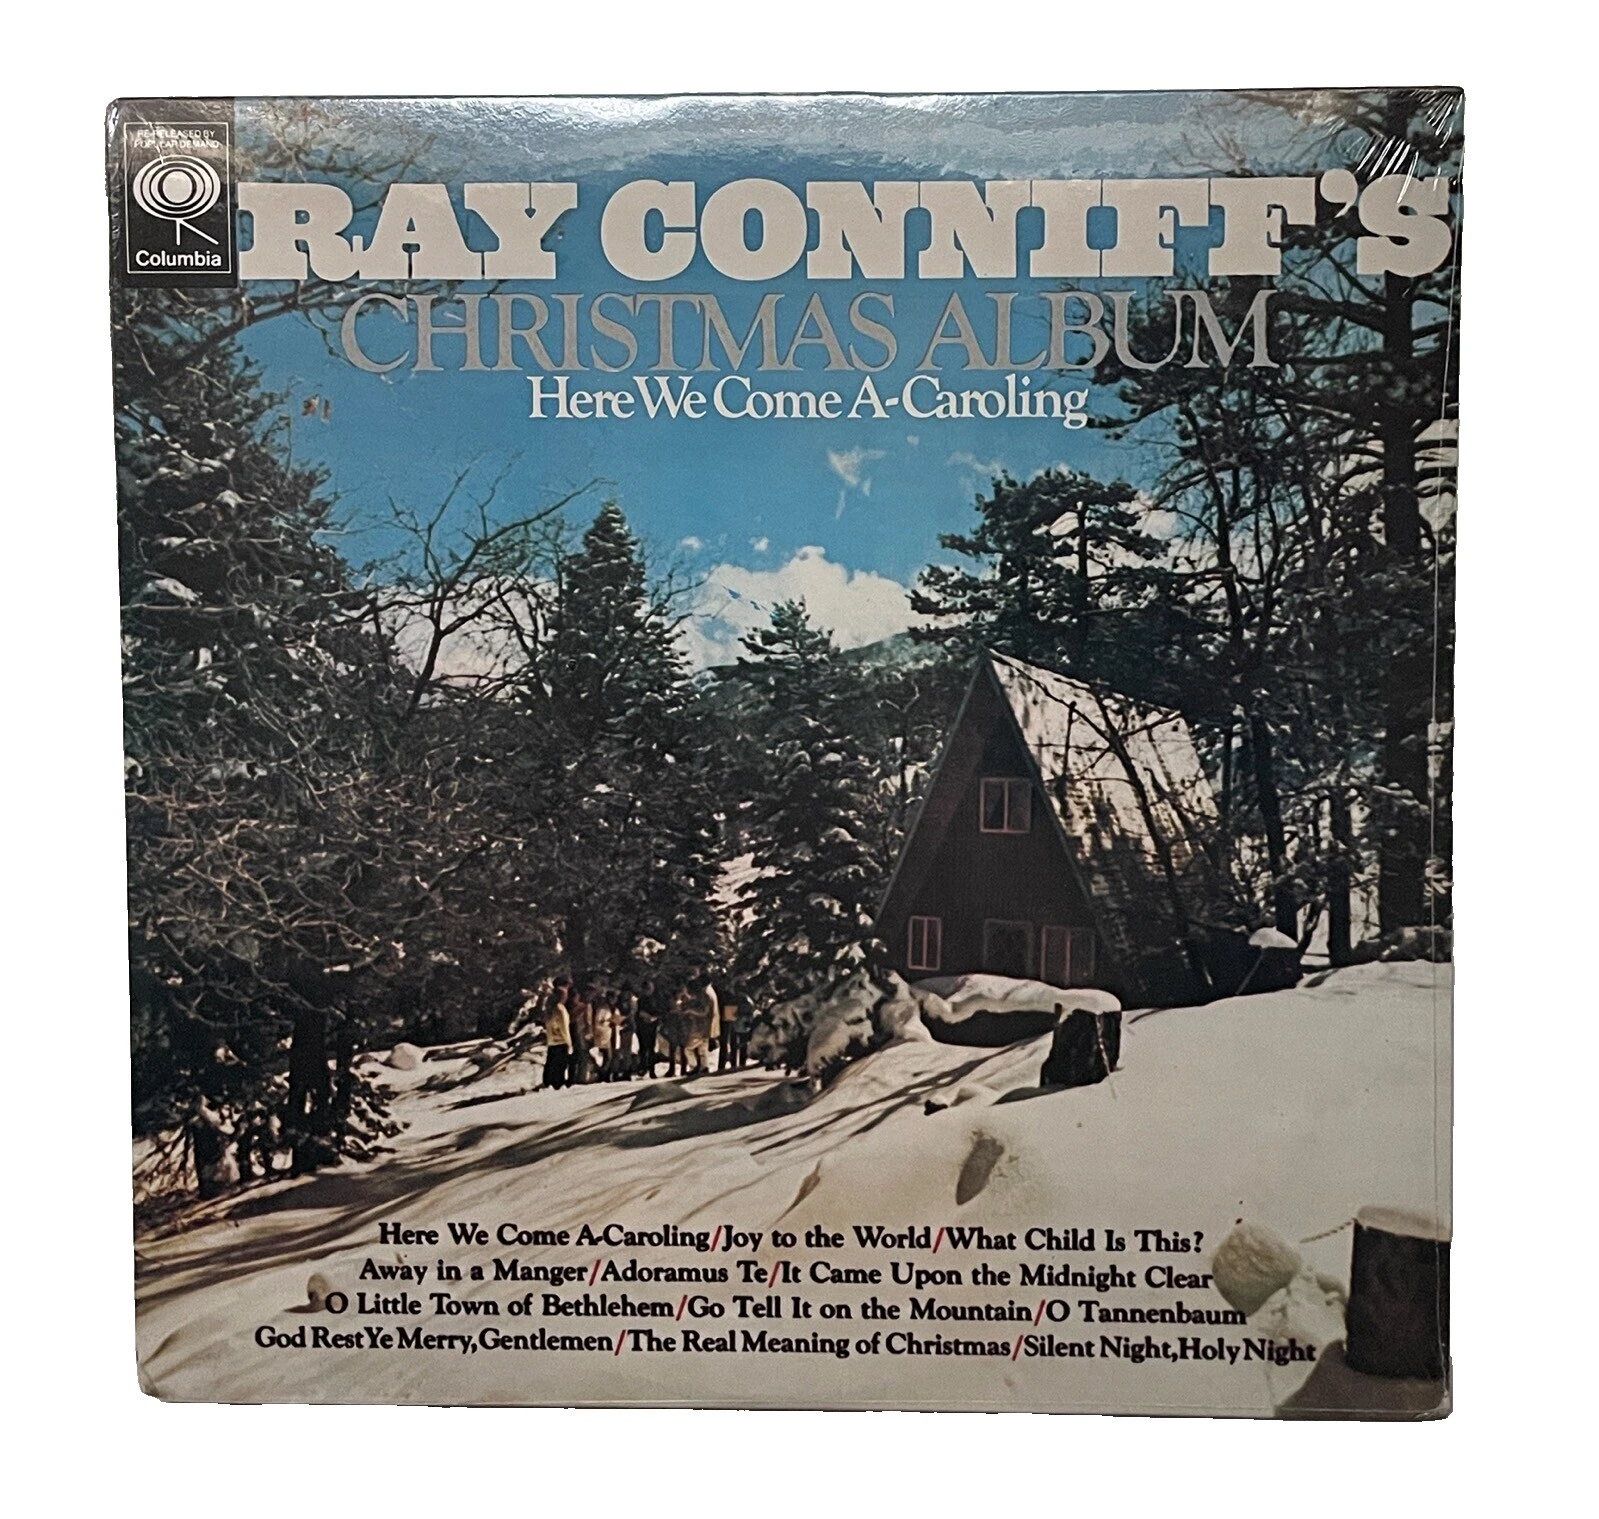 RE-RELEASED BY
POPULAR DEMAND
Columbia
RAY CONNIFF'S
CHRISTMAS ALBUM
Here We Come A-Caroling
Here We Come A-Caroling/Joy to the World/What Child Is This?
Away in a Manger/Adoramus Te/It Came Upon the Midnight Clear
O Little Town of Bethlehem/Go Tell It on the Mountain/O Tannenbaum
God Rest Ye Merry, Gentlemen/The Real Meaning of Christmas/Silent Night, Holy Night